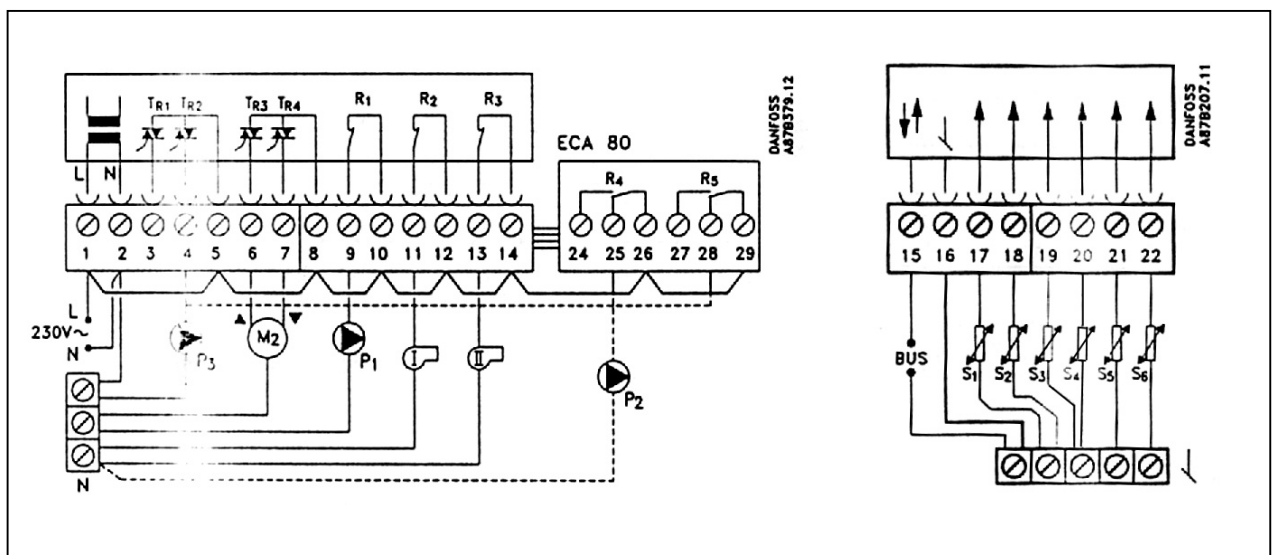 TR1 TR2 TR3 TR4 R1 R2 R3
L N
ECA 80
DANFOSS
A87B379.12
R4 R5
1 2 3 4 5 6 7 8 9 10 11 12 13 14
24 25 26 27 28 29
L
230V~
N
P3
M2
P1
I
II
P2
N
DANFOSS
A87B207.11
15 16 17 18 19 20 21 22
BUS
S1 S2 S3 S4 S5 S6